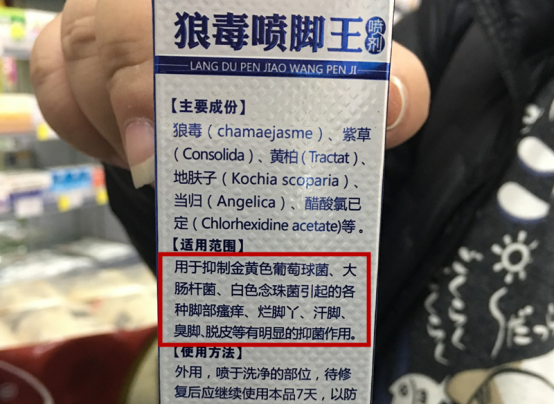 狼毒喷脚王 喷剂
LANG DU PEN JIAO WANG PEN JI
【主要成份】
狼毒（chamaejasme）、紫草
（Consolida）、黄柏（Tractat）、
地肤子（Kochia scoparia）、
当归（Angelica）、醋酸氯已
定（Chlorhexidine acetate)等。
【适用范围】
用于抑制金黄色葡萄球菌、大
肠杆菌、白色念珠菌引起的各
种脚部瘙痒、烂脚丫、汗脚、
臭脚、脱皮等有明显的抑菌作用。
【使用方法】
外用，喷于洗净的部位，待修
复后应继续使用本品7天，以防